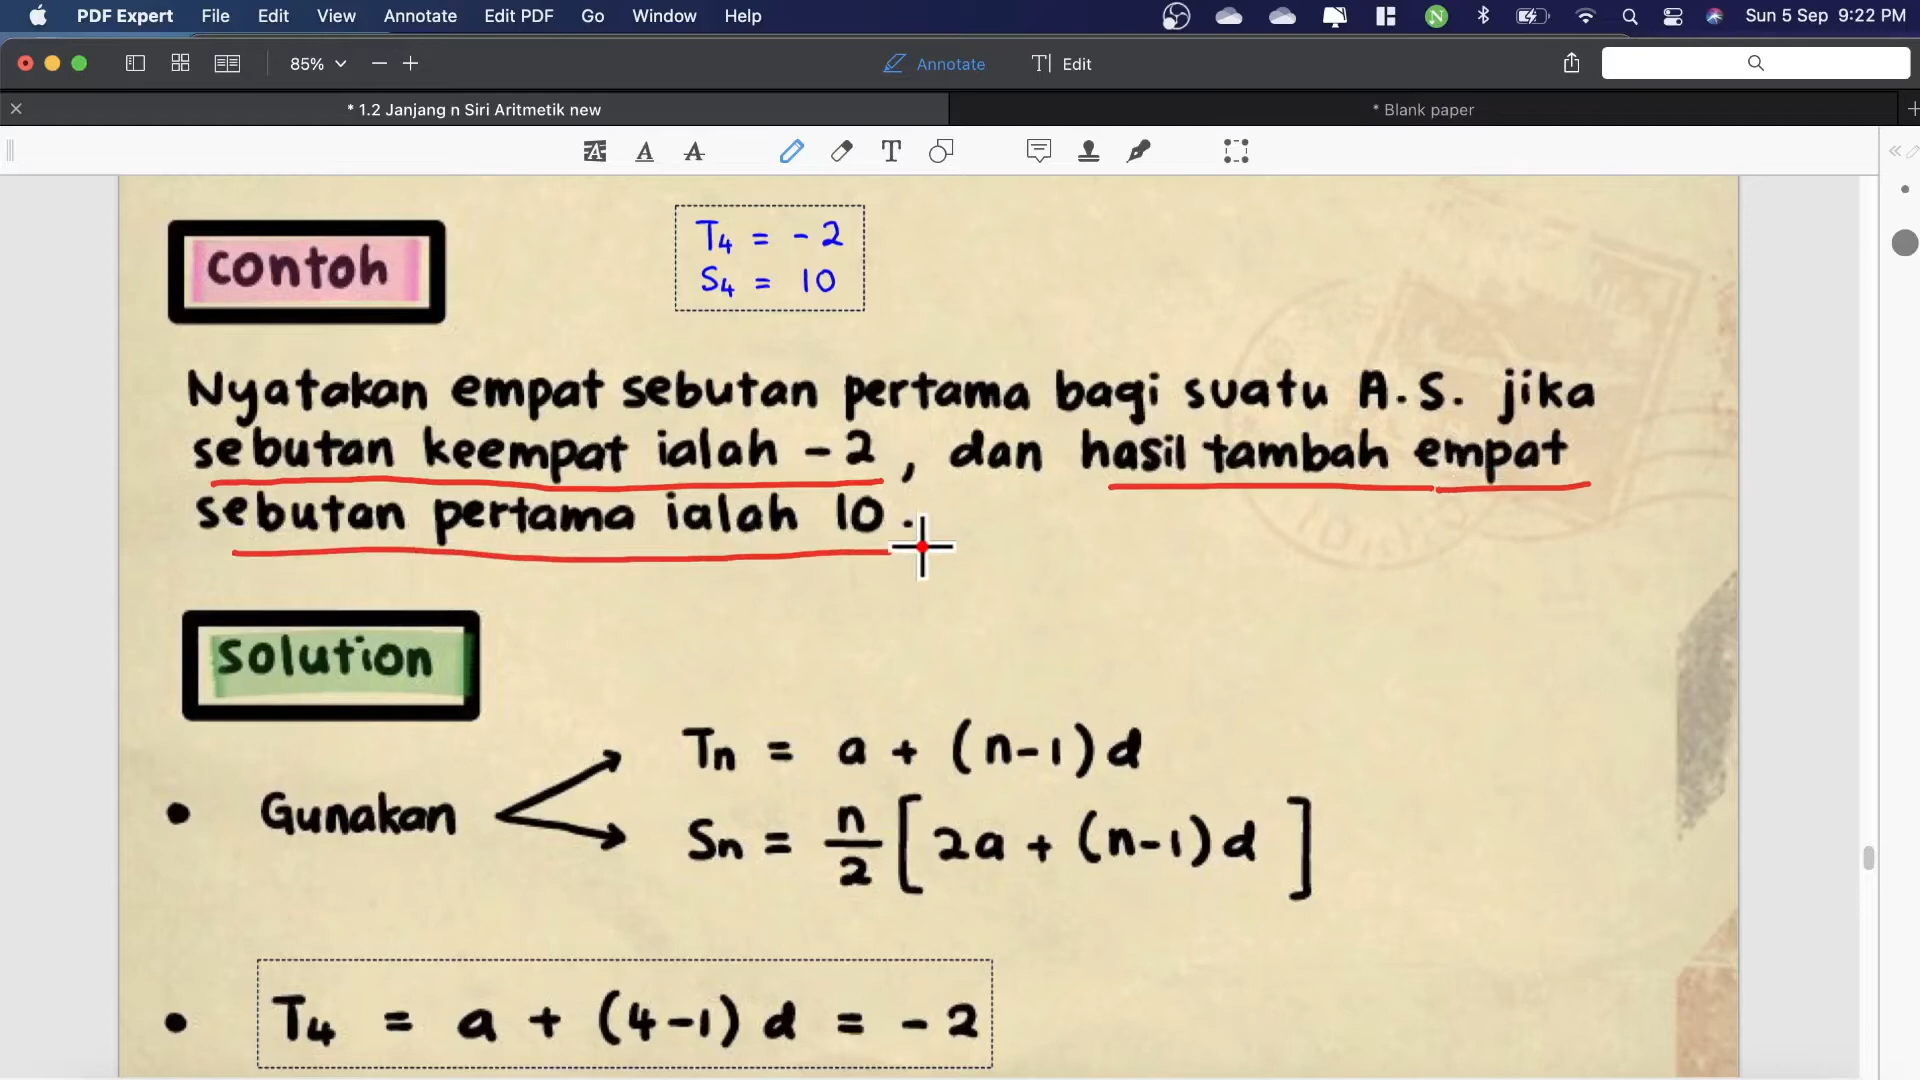 PDF Expert File Edit View Annotate Edit PDF Go Window Help Sun 5 Sep 9:22 PM
85% Annotate T| Edit
* 1.2 Janjang n Siri Aritmetik new * Blank paper
contoh
T4 = -2
S4 = 10
Nyatakan empat sebutan pertama bagi suatu A.S. jika
sebutan keempat ialah -2, dan hasil tambah empat
sebutan pertama ialah 10.
solution
• Gunakan
Tn = a + (n-1)d
Sn = n/2 [2a + (n-1)d]
• T4 = a + (4-1)d = -2